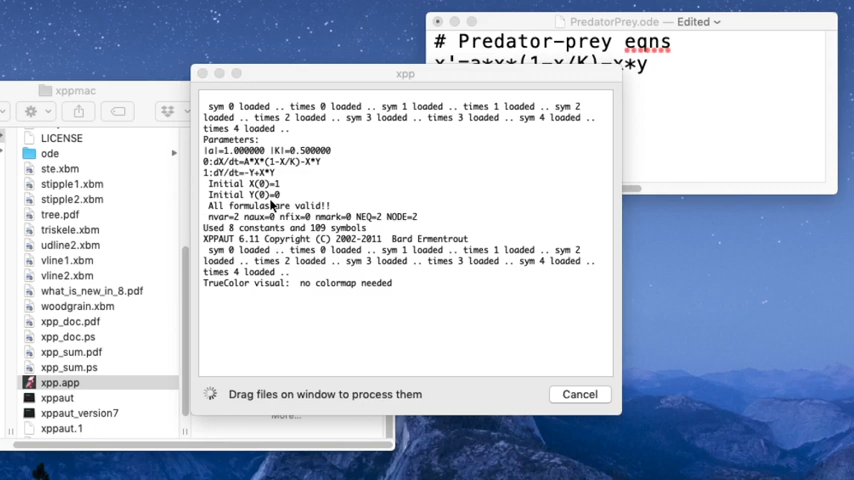 PredatorPrey.ode — Edited
# Predator-prey eqns
x'=a*x*(1-x/K)-x*y
xpp
sym 0 loaded .. times 0 loaded .. sym 1 loaded .. times 1 loaded .. sym 2
loaded .. times 2 loaded .. sym 3 loaded .. times 3 loaded .. sym 4 loaded ..
times 4 loaded ..
Parameters:
|a|=1.000000 |K|=0.500000
0:dX/dt=A*X*(1-X/K)-X*Y
1:dY/dt=-Y+X*Y
Initial X(0)=1
Initial Y(0)=0
All formulas are valid!!
nvar=2 naux=0 nfix=0 nmark=0 NEQ=2 NODE=2
Used 8 constants and 109 symbols
XPPAUT 6.11 Copyright (C) 2002-2011 Bard Ermentrout
sym 0 loaded .. times 0 loaded .. sym 1 loaded .. times 1 loaded .. sym 2
loaded .. times 2 loaded .. sym 3 loaded .. times 3 loaded .. sym 4 loaded ..
times 4 loaded ..
TrueColor visual: no colormap needed
Drag files on window to process them
Cancel
xppmac
LICENSE
ode
ste.xbm
stipple1.xbm
stipple2.xbm
tree.pdf
triskele.xbm
udline2.xbm
vline1.xbm
vline2.xbm
what_is_new_in_8.pdf
woodgrain.xbm
xpp_doc.pdf
xpp_doc.ps
xpp_sum.pdf
xpp_sum.ps
xpp.app
xppaut
xppaut_version7
xppaut.1
More...